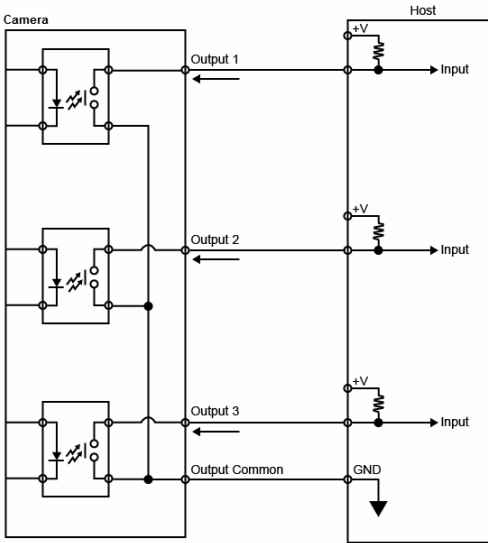 Camera
Host
+V
Output 1
Input
+V
Output 2
Input
+V
Output 3
Input
Output Common
GND